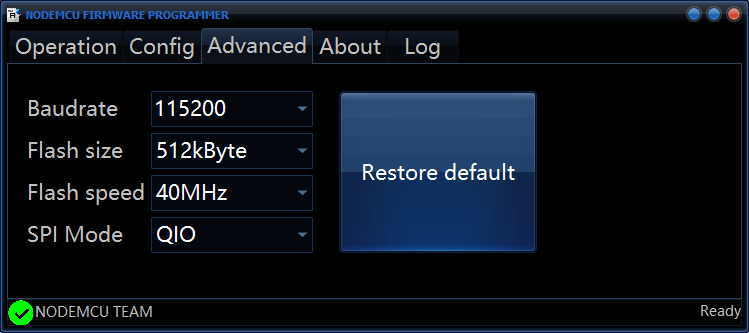 NODEMCU FIRMWARE PROGRAMMER
Operation Config Advanced About Log
Baudrate 115200
Flash size 512kByte
Flash speed 40MHz
SPI Mode QIO
Restore default
NODEMCU TEAM Ready